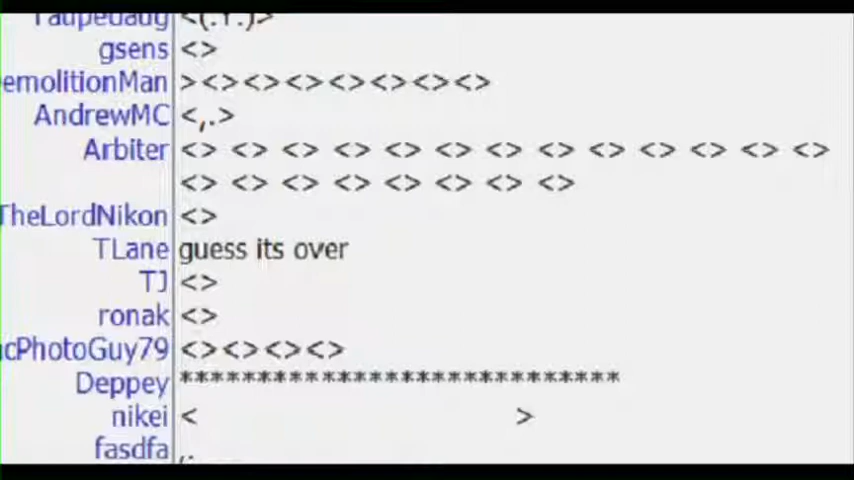 gsens <>
emolitionMan ><><><><><><><>
AndrewMC <,.>
Arbiter <> <> <> <> <> <> <> <> <> <> <> <> <>
<> <> <> <> <> <> <> <>
TheLordNikon <>
TLane guess its over
TJ <>
ronak <>
cPhotoGuy79 <><><><>
Deppey ****************************
nikei < >
fasdfa